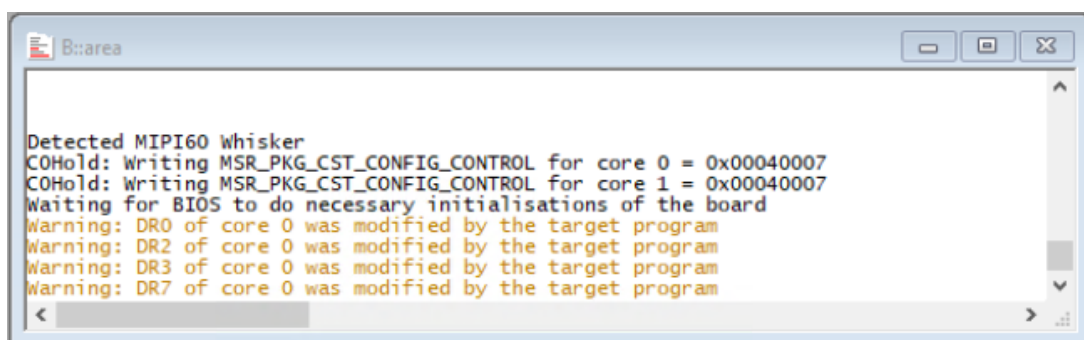 B::area
Detected MIPI60 Whisker
C0Hold: Writing MSR_PKG_CST_CONFIG_CONTROL for core 0 = 0x00040007
C0Hold: Writing MSR_PKG_CST_CONFIG_CONTROL for core 1 = 0x00040007
Waiting for BIOS to do necessary initialisations of the board
Warning: DR0 of core 0 was modified by the target program
Warning: DR2 of core 0 was modified by the target program
Warning: DR3 of core 0 was modified by the target program
Warning: DR7 of core 0 was modified by the target program